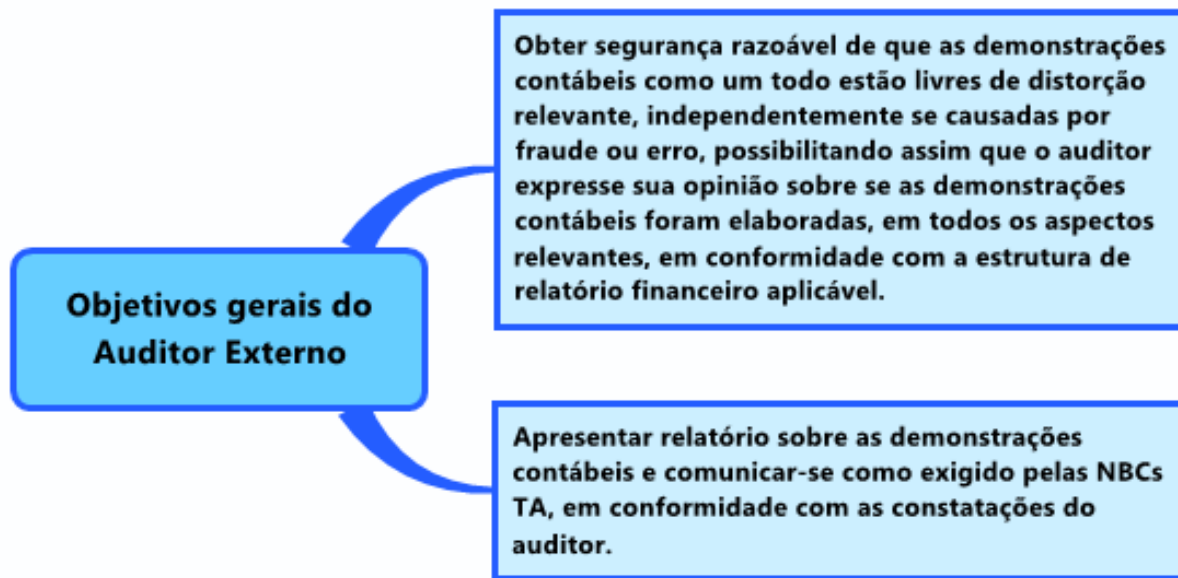 Obter segurança razoável de que as demonstrações
contábeis como um todo estão livres de distorção
relevante, independentemente se causadas por
fraude ou erro, possibilitando assim que o auditor
expresse sua opinião sobre se as demonstrações
contábeis foram elaboradas, em todos os aspectos
relevantes, em conformidade com a estrutura de
relatório financeiro aplicável.
Objetivos gerais do
Auditor Externo
Apresentar relatório sobre as demonstrações
contábeis e comunicar-se como exigido pelas NBCs
TA, em conformidade com as constatações do
auditor.